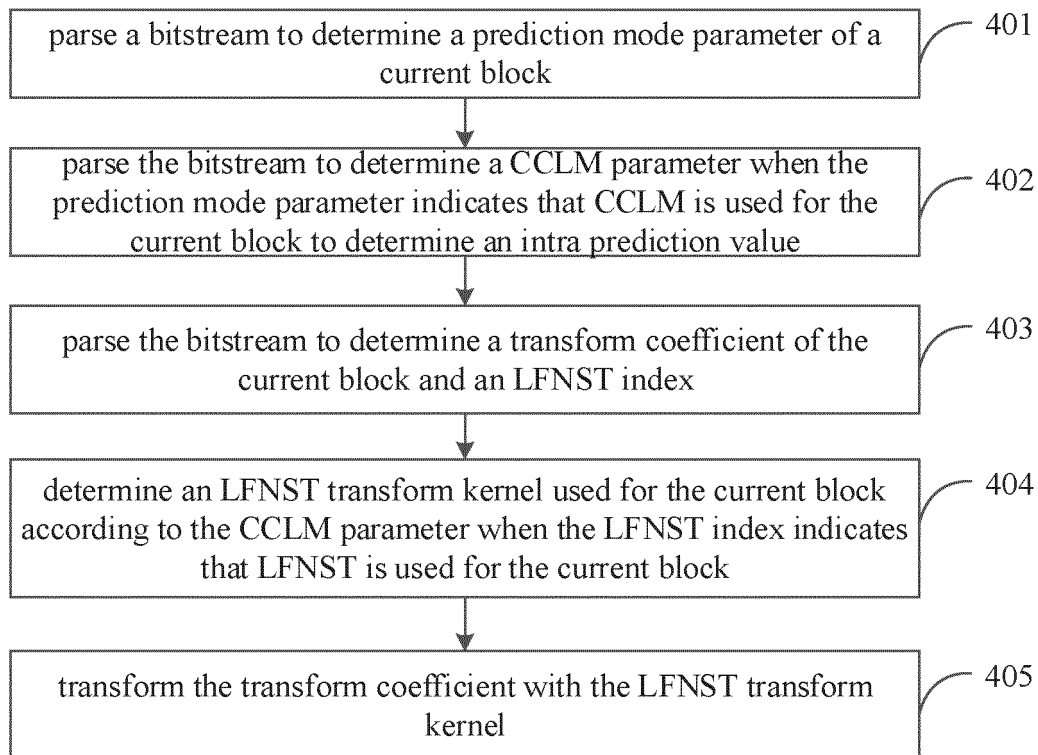 parse a bitstream to determine a prediction mode parameter of a
current block
401
parse the bitstream to determine a CCLM parameter when the
prediction mode parameter indicates that CCLM is used for the
current block to determine an intra prediction value
402
parse the bitstream to determine a transform coefficient of the
current block and an LFNST index
403
determine an LFNST transform kernel used for the current block
according to the CCLM parameter when the LFNST index indicates
that LFNST is used for the current block
404
transform the transform coefficient with the LFNST transform
kernel
405